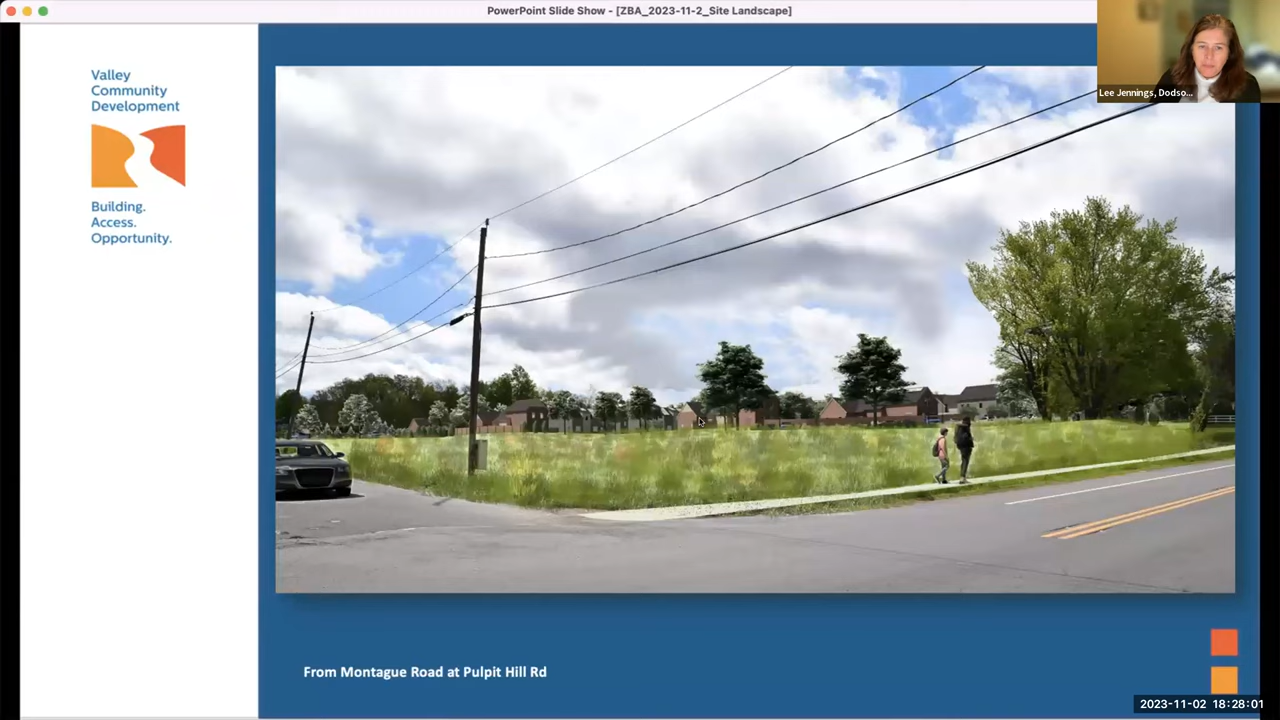 PowerPoint Slide Show - [ZBA_2023-11-2_Site Landscape]
Valley
Community
Development
Building.
Access.
Opportunity.
Lee Jennings, Dodso...
From Montague Road at Pulpit Hill Rd
2023-11-02 18:28:01